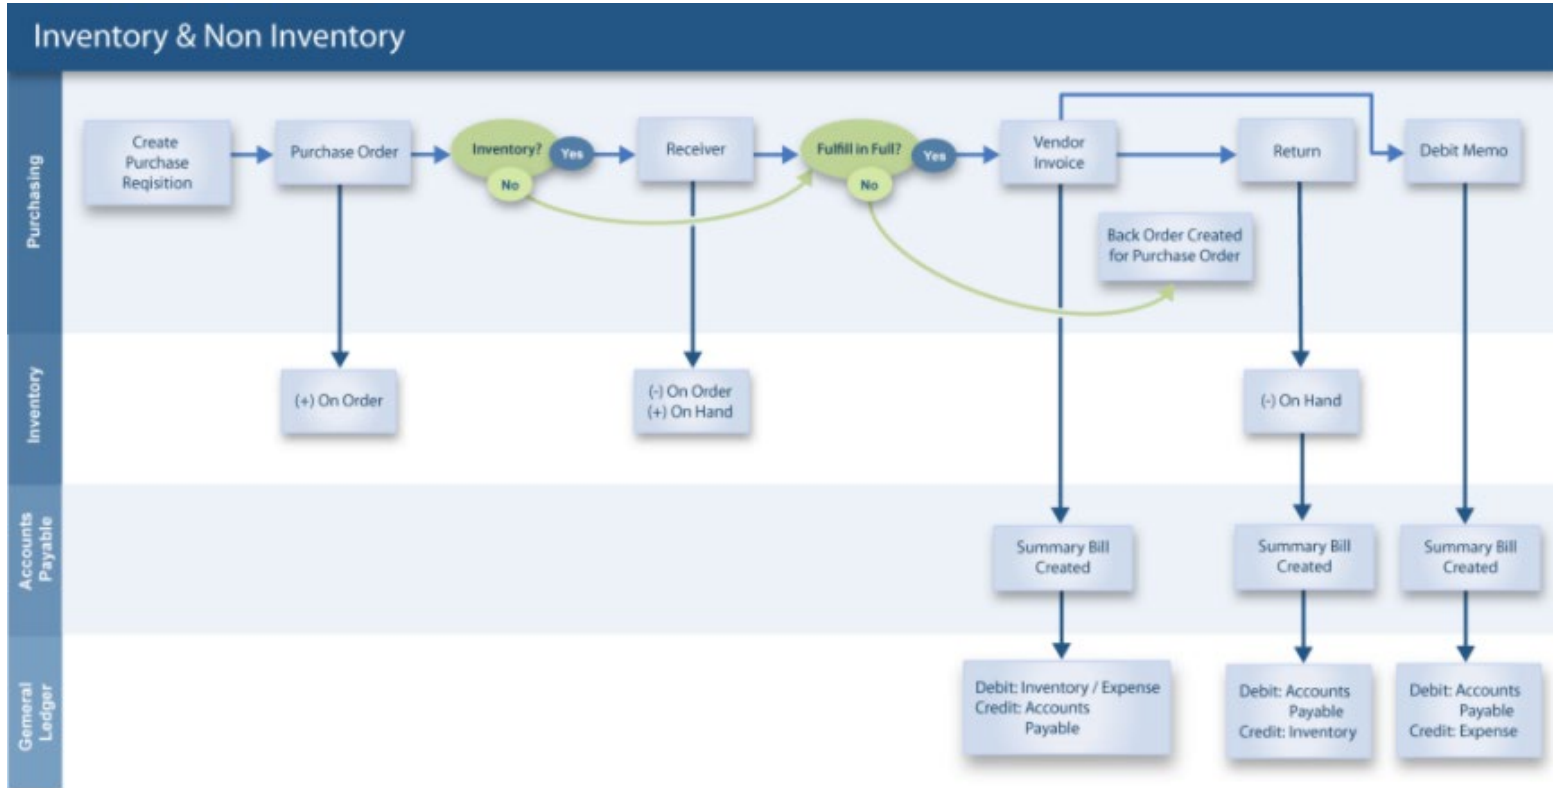 Inventory & Non Inventory
Purchasing
Create
Purchase
Reqisition
Purchase Order
Inventory?
Yes
No
Receiver
Fulfill in Full?
Yes
No
Vendor
Invoice
Return
Debit Memo
Back Order Created
for Purchase Order
Inventory
(+) On Order
(-) On Order
(+) On Hand
(-) On Hand
Accounts
Payable
Summary Bill
Created
Summary Bill
Created
Summary Bill
Created
Gemeral
Ledger
Debit: Inventory / Expense
Credit: Accounts
Payable
Debit: Accounts
Payable
Credit: Inventory
Debit: Accounts
Payable
Credit: Expense